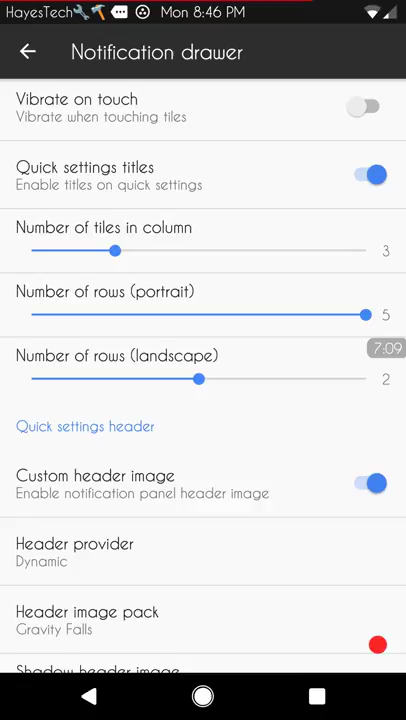 HayesTech Mon 8:46 PM
Notification drawer
Vibrate on touch
Vibrate when touching tiles
Quick settings titles
Enable titles on quick settings
Number of tiles in column
3
Number of rows (portrait)
5
7:09
Number of rows (landscape)
2
Quick settings header
Custom header image
Enable notification panel header image
Header provider
Dynamic
Header image pack
Gravity Falls
Shadow header image